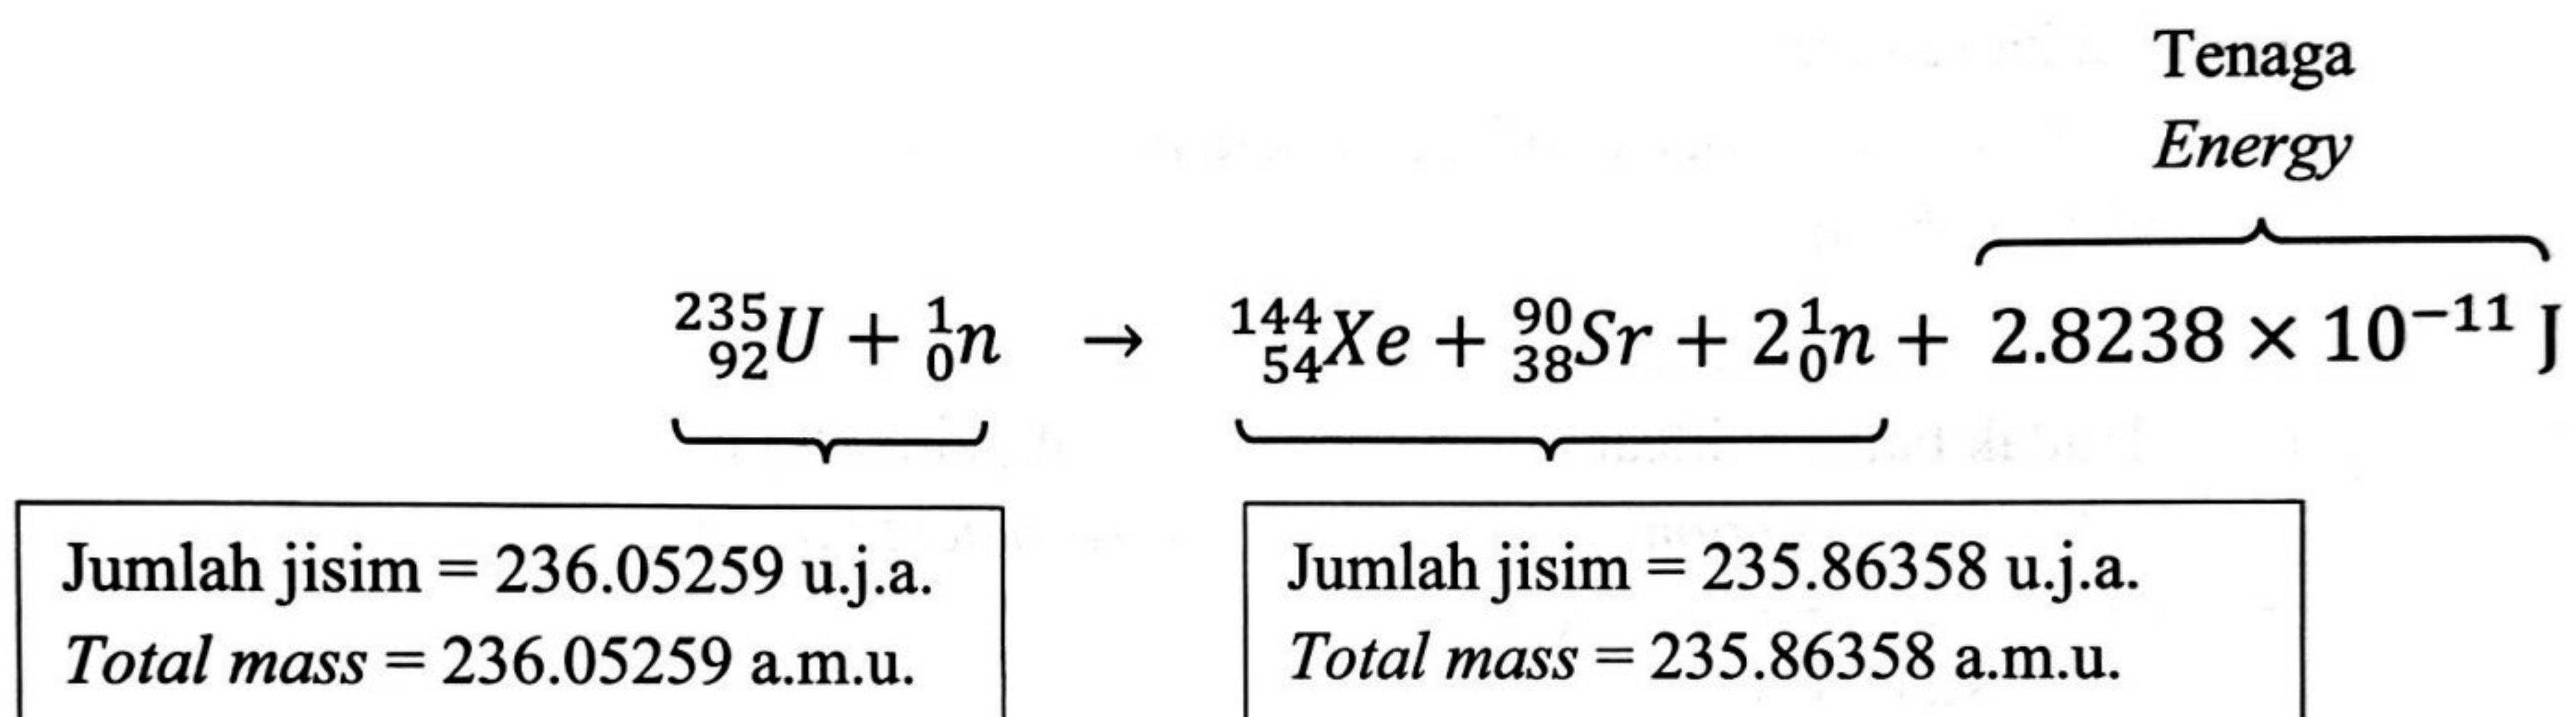 Tenaga
Energy
²³⁵₉₂U + ¹₀n → ¹⁴⁴₅₄Xe + ⁹⁰₃₈Sr + 2¹₀n + 2.8238 × 10⁻¹¹ J
Jumlah jisim = 236.05259 u.j.a.
Total mass = 236.05259 a.m.u.
Jumlah jisim = 235.86358 u.j.a.
Total mass = 235.86358 a.m.u.